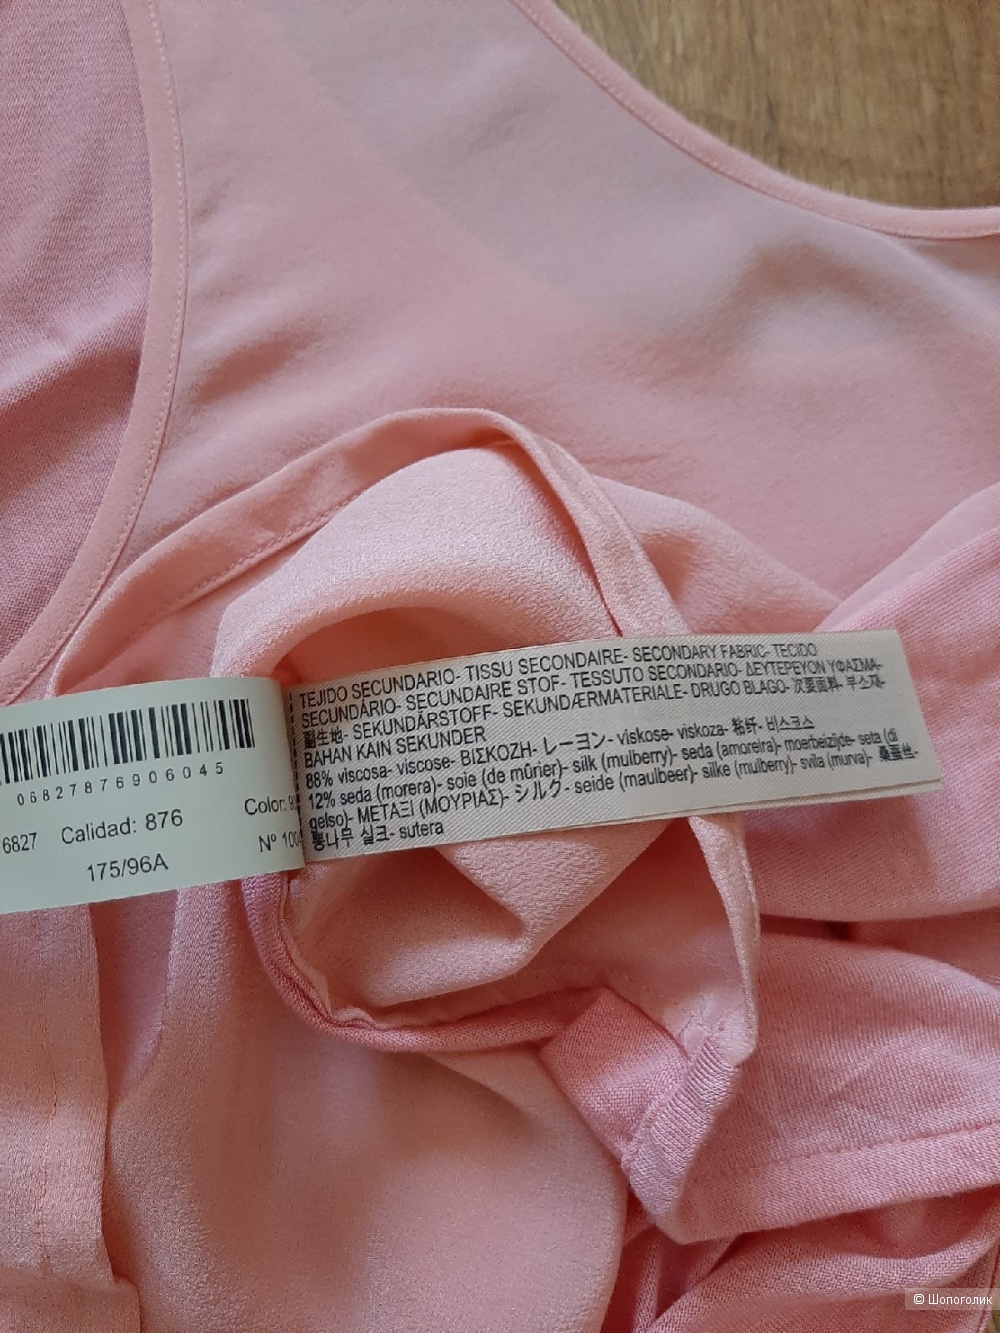 TEJIDO SECUNDARIO- TISSU SECONDAIRE- SECONDARY FABRIC- TECIDO
SECUNDÁRIO- SECUNDAIRE STOF- TESSUTO SECONDARIO- ΔΕΥΤΕΡΕΥΟΝ ΥΦΑΣΜΑ-
副生地- SEKUNDÄRSTOFF- SEKUNDÆRMATERIALE- DRUGO BLAGO- 次要面料- 부소재-
BAHAN KAIN SEKUNDER
88% viscosa- viscose- ΒΙΣΚΟΖΗ- レーヨン- viskose- viskoza- 粘纤- 비스코스
12% seda (morera)- soie (de mûrier)- silk (mulberry)- seda (amoreira)- moerbeizijde- seta (di
gelso)- ΜΕΤΑΞΙ (ΜΟΥΡΙΑΣ)- シルク- seide (maulbeer)- silke (mulberry)- svila (murva)- 桑蚕丝-
뽕나무 실크- sutera
06827876906045
Color:
6827 Calidad: 876
Nº 100
175/96A
© Шопоголик